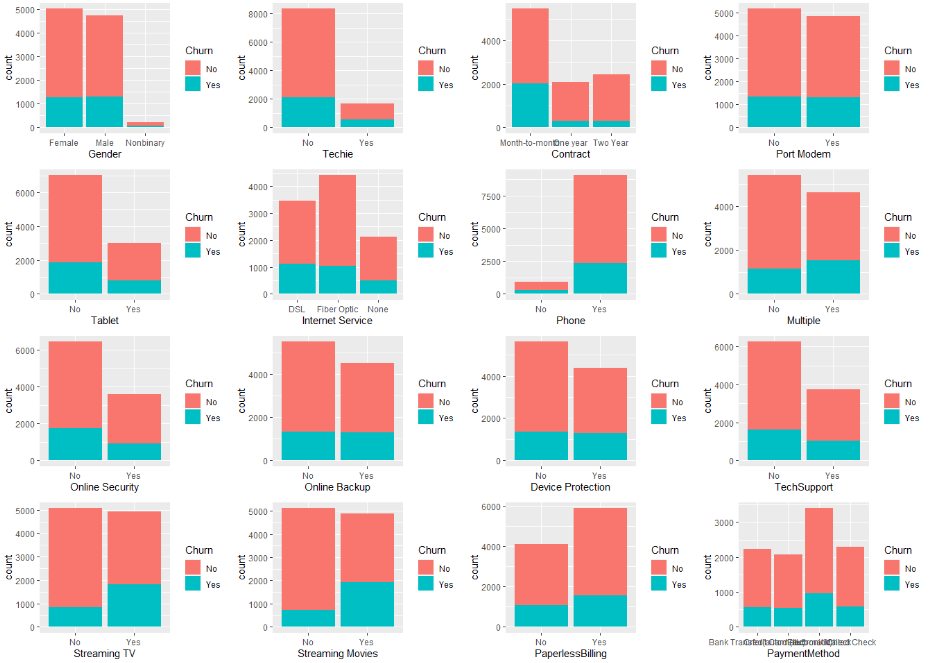 5000
4000
3000
2000
1000
0
count
Female Male Nonbinary
Gender
Churn
No
Yes
8000
6000
4000
2000
0
count
No Yes
Techie
Churn
No
Yes
4000
2000
0
count
Month-to-month One year Two Year
Contract
Churn
No
Yes
5000
4000
3000
2000
1000
0
count
No Yes
Port Modem
Churn
No
Yes
6000
4000
2000
0
count
No Yes
Tablet
Churn
No
Yes
4000
3000
2000
1000
0
count
DSL Fiber Optic None
Internet Service
Churn
No
Yes
7500
5000
2500
0
count
No Yes
Phone
Churn
No
Yes
4000
2000
0
count
No Yes
Multiple
Churn
No
Yes
6000
4000
2000
0
count
No Yes
Online Security
Churn
No
Yes
4000
2000
0
count
No Yes
Online Backup
Churn
No
Yes
4000
2000
0
count
No Yes
Device Protection
Churn
No
Yes
6000
4000
2000
0
count
No Yes
TechSupport
Churn
No
Yes
5000
4000
3000
2000
1000
0
count
No Yes
Streaming TV
Churn
No
Yes
5000
4000
3000
2000
1000
0
count
No Yes
Streaming Movies
Churn
No
Yes
6000
4000
2000
0
count
No Yes
PaperlessBilling
Churn
No
Yes
3000
2000
1000
0
count
Bank Check
PaymentMethod
Churn
No
Yes